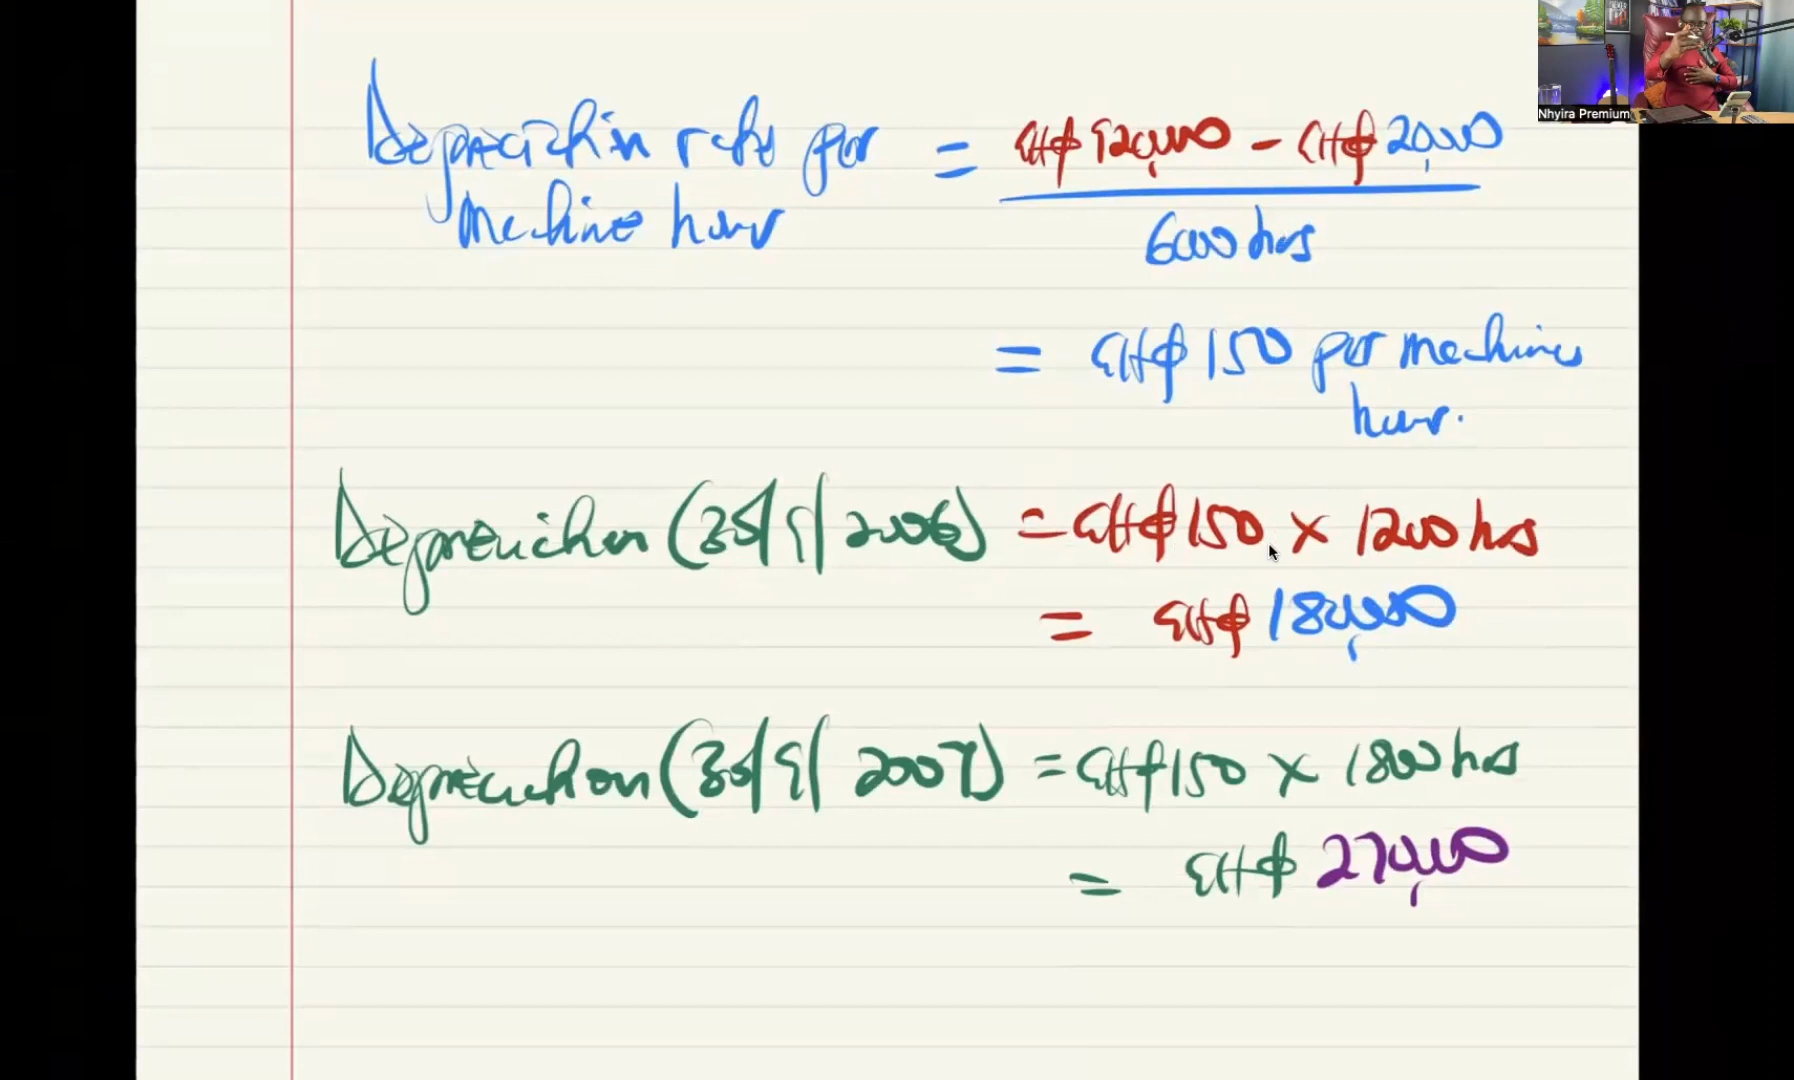 Nhyira Premium
Depreciation rate per = GH₵ 920,000 - GH₵ 20,000
machine hour 6000 hrs
= GH₵ 150 per machine
hour.
Depreciation (30/9/2006) = GH₵ 150 x 1200 hrs
= GH₵ 180,000
Depreciation (30/9/2007) = GH₵ 150 x 1800 hrs
= GH₵ 270,000